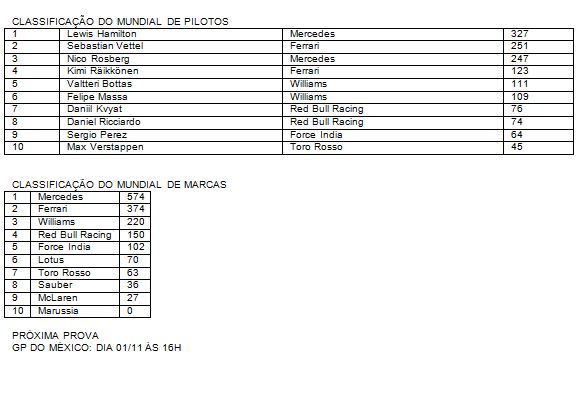 CLASSIFICAÇÃO DO MUNDIAL DE PILOTOS
1 Lewis Hamilton Mercedes 327
2 Sebastian Vettel Ferrari 251
3 Nico Rosberg Mercedes 247
4 Kimi Räikkönen Ferrari 123
5 Valtteri Bottas Williams 111
6 Felipe Massa Williams 109
7 Daniil Kvyat Red Bull Racing 76
8 Daniel Ricciardo Red Bull Racing 74
9 Sergio Perez Force India 64
10 Max Verstappen Toro Rosso 45
CLASSIFICAÇÃO DO MUNDIAL DE MARCAS
1 Mercedes 574
2 Ferrari 374
3 Williams 220
4 Red Bull Racing 150
5 Force India 102
6 Lotus 70
7 Toro Rosso 63
8 Sauber 36
9 McLaren 27
10 Marussia 0
PRÓXIMA PROVA
GP DO MÉXICO: DIA 01/11 ÀS 16H